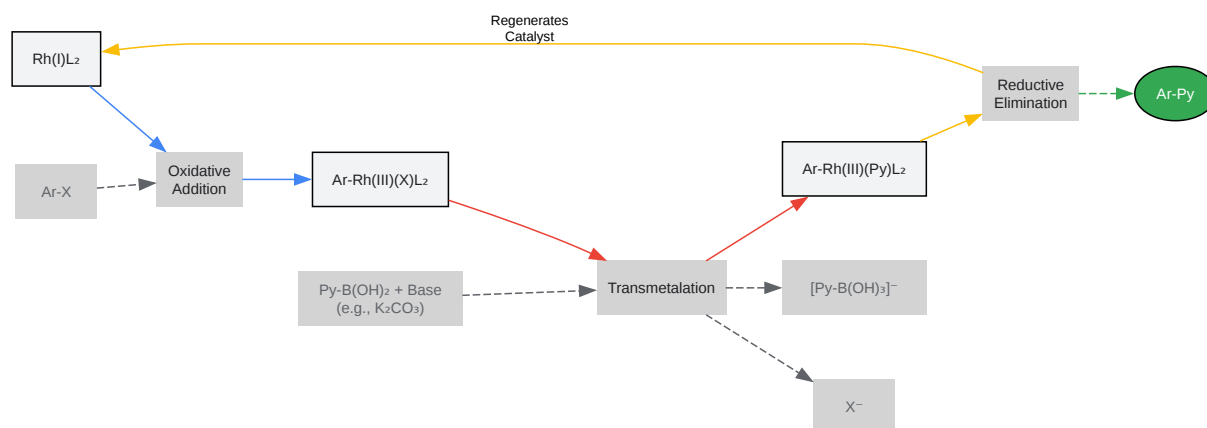 Regenerates
Catalyst
Rh(I)L₂
Reductive
Elimination
Ar-Py
Oxidative
Addition
Ar-Rh(III)(X)L₂
Ar-Rh(III)(Py)L₂
Ar-X
Py-B(OH)₂ + Base
(e.g., K₂CO₃)
Transmetalation
[Py-B(OH)₃]⁻
X⁻